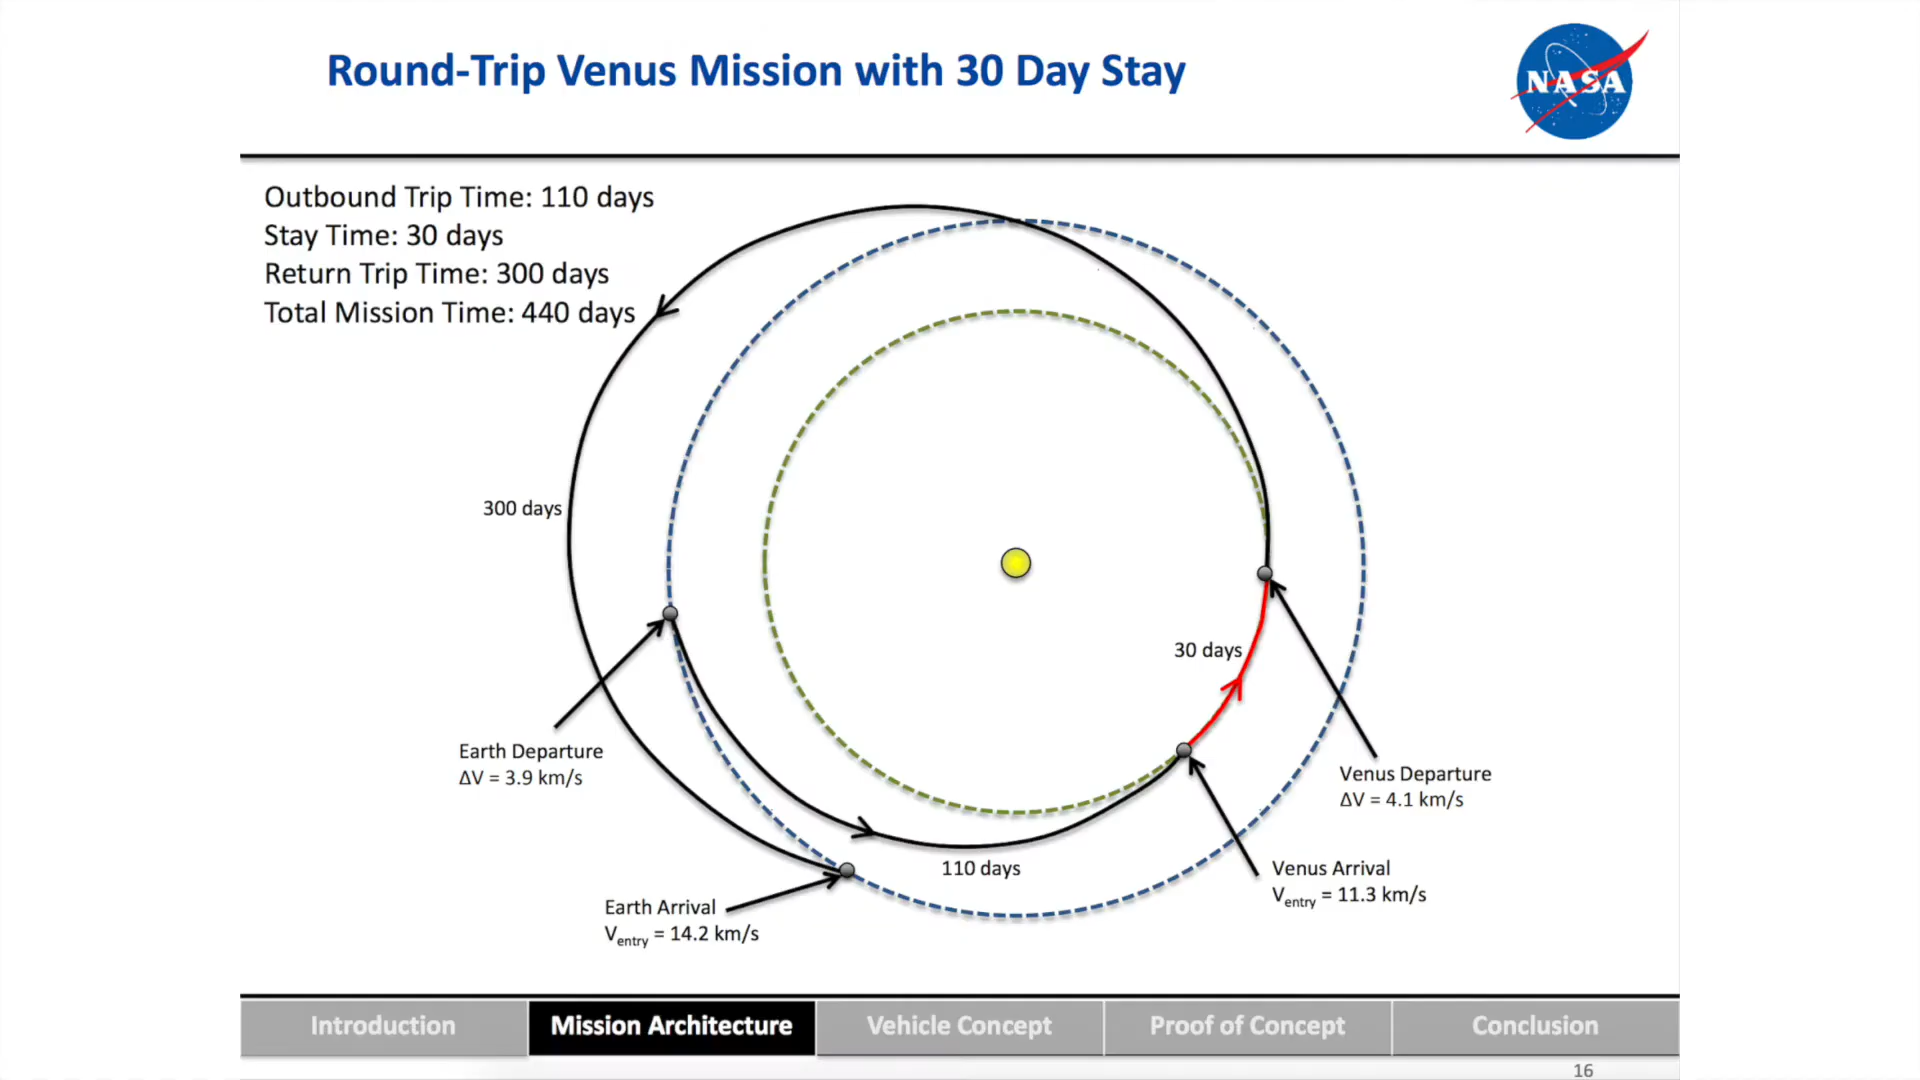 Round-Trip Venus Mission with 30 Day Stay
NASA
Outbound Trip Time: 110 days
Stay Time: 30 days
Return Trip Time: 300 days
Total Mission Time: 440 days
300 days
30 days
Earth Departure
ΔV = 3.9 km/s
Venus Departure
ΔV = 4.1 km/s
110 days
Venus Arrival
Ventry = 11.3 km/s
Earth Arrival
Ventry = 14.2 km/s
Introduction
Mission Architecture
Vehicle Concept
Proof of Concept
Conclusion
16